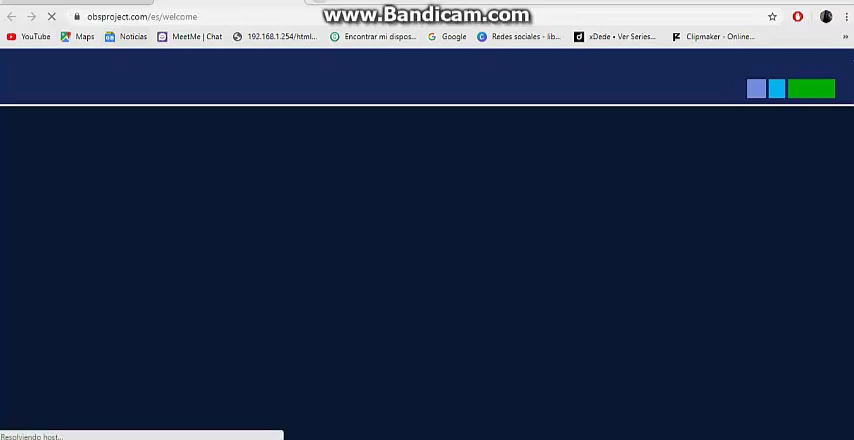 www.Bandicam.com
obsproject.com/es/welcome
YouTube Maps Noticias MeetMe | Chat 192.168.1.254/html... Encontrar mi dispos... Google Redes sociales - lib... xDede • Ver Series... Clipmaker - Online... »
Resolviendo host...